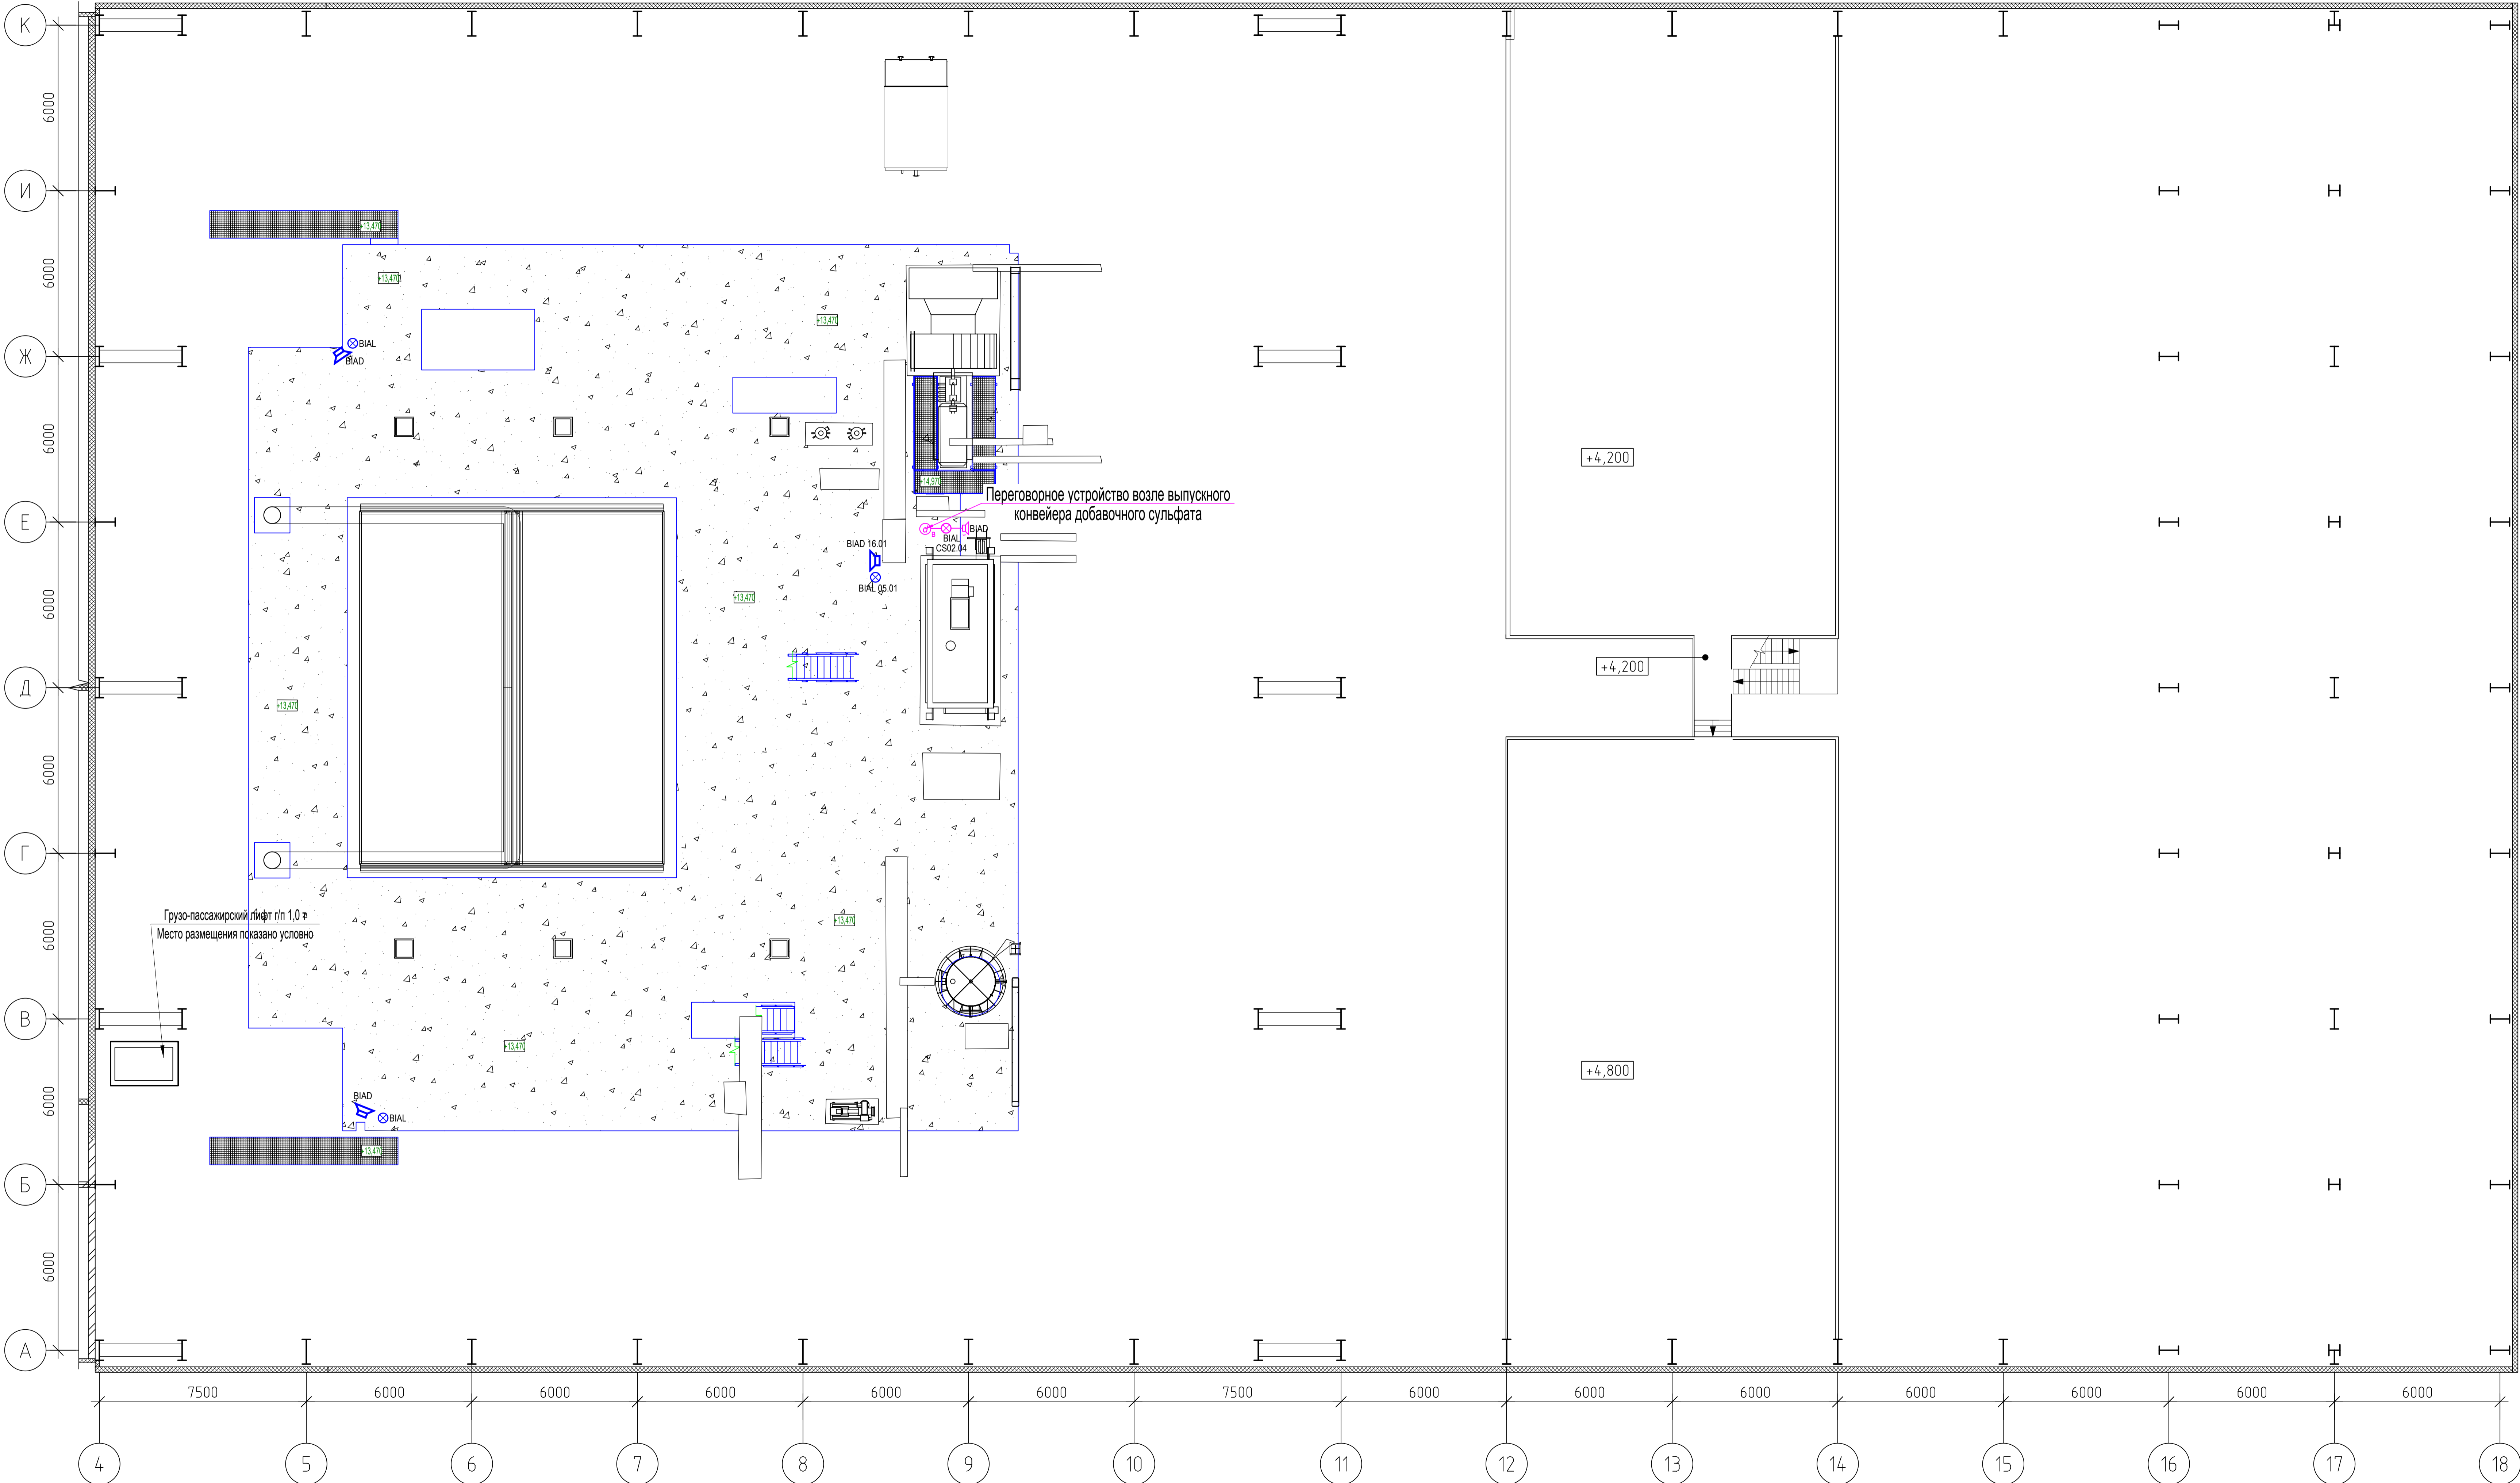 К
6000
И
+13,470
6000
+13,470
+13,470
BIAL
Ж
BIAD
6000
+4,200
+14,970
Переговорное устройство возле выпускного
конвейера добавочного сульфата
Е
B
BIAD
BIAL
CS02.04
BIAD 16.01
BIAL 05.01
6000
+13,470
+4,200
Д
+13,470
6000
Г
Грузо-пассажирский лифт г/п 1,0 т
Место размещения показано условно
+13,470
6000
В
+13,470
+4,800
BIAD
BIAL
6000
+13,470
Б
6000
А
7500 6000 6000 6000 6000 6000 7500 6000 6000 6000 6000 6000 6000 6000
4 5 6 7 8 9 10 11 12 13 14 15 16 17 18